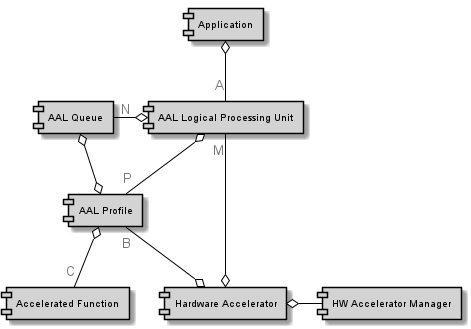 Application
A
AAL Queue
N
AAL Logical Processing Unit
M
P
AAL Profile
B
C
Accelerated Function
Hardware Accelerator
HW Accelerator Manager